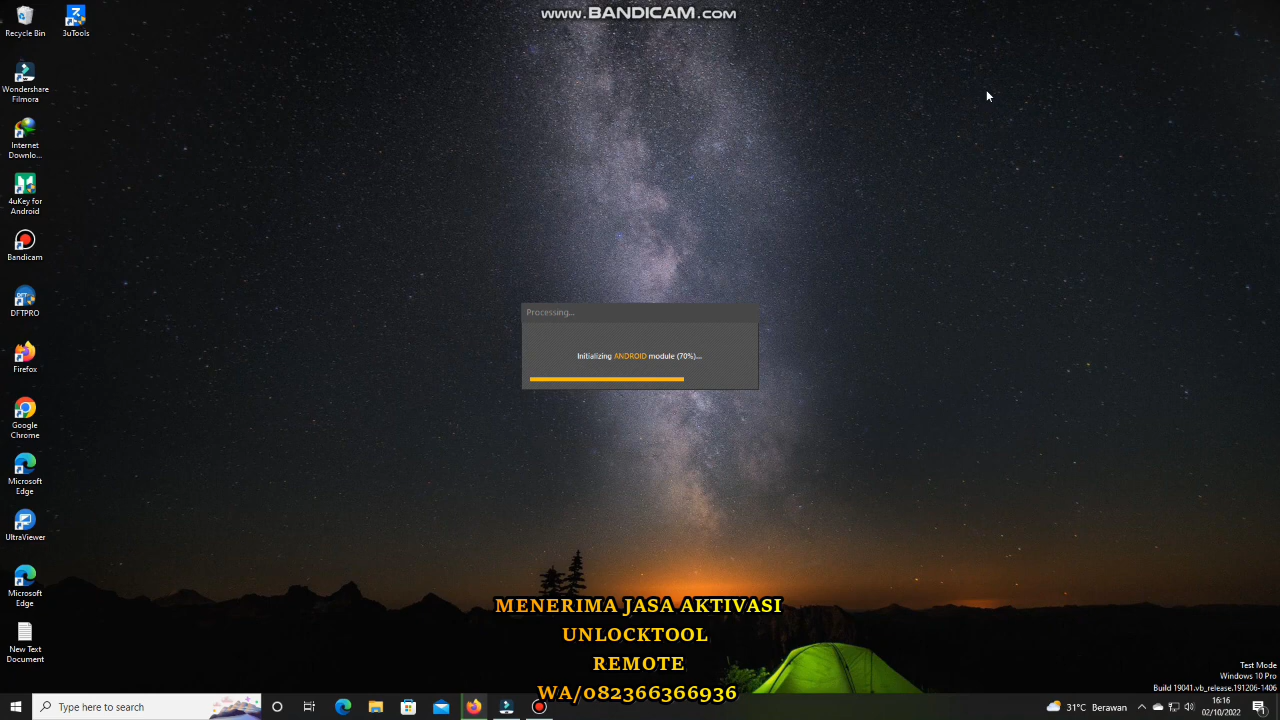 www.BANDICAM.com
Recycle Bin
3uTools
Wondershare
Filmora
Internet
Downlo...
4uKey for
Android
Bandicam
DFTPRO
Firefox
Google
Chrome
Microsoft
Edge
UltraViewer
Microsoft
Edge
New Text
Document
Processing...
Initializing ANDROID module (70%)...
MENERIMA JASA AKTIVASI
UNLOCKTOOL
REMOTE
WA/082366366936
Test Mode
Windows 10 Pro
Build 19041.vb_release.191206-1406
Type here to search
31°C Berawan
16:16
02/10/2022